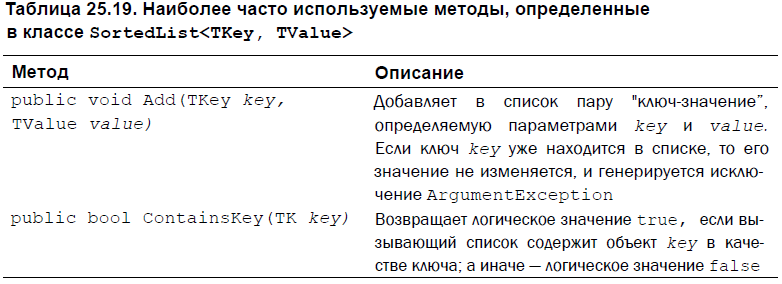 Таблица 25.19. Наиболее часто используемые методы, определенные
в классе SortedList<TKey, TValue>
Метод Описание
public void Add(TKey key,
TValue value)
Добавляет в список пару "ключ-значение”,
определяемую параметрами key и value.
Если ключ key уже находится в списке, то его
значение не изменяется, и генерируется исклю-
чение ArgumentException
public bool ContainsKey(TK key)
Возвращает логическое значение true, если вы-
зывающий список содержит объект key в каче-
стве ключа; а иначе — логическое значение false